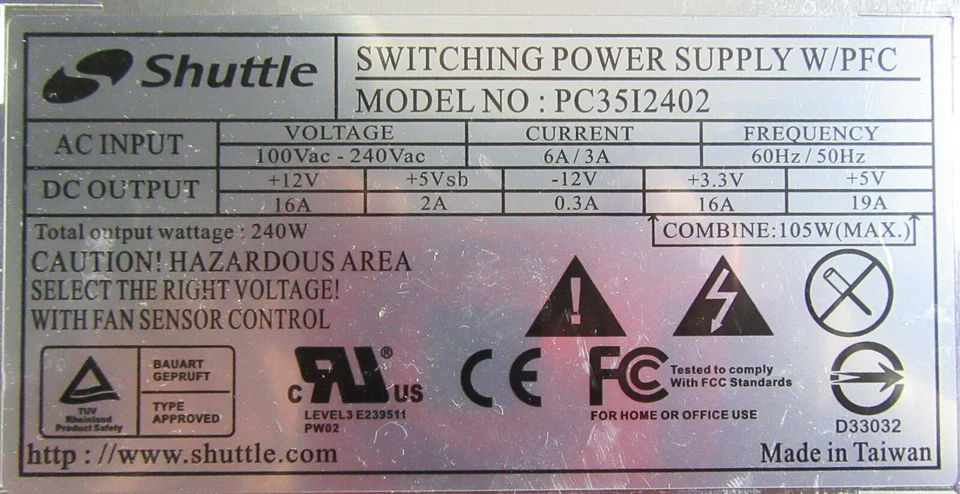 Shuttle
SWITCHING POWER SUPPLY W/PFC
MODEL NO : PC35I2402
AC INPUT
VOLTAGE CURRENT FREQUENCY
100Vac - 240Vac 6A/3A 60Hz/50Hz
DC OUTPUT
+12V +5Vsb -12V +3.3V +5V
16A 2A 0.3A 16A 19A
Total output wattage : 240W
COMBINE:105W(MAX.)
CAUTION! HAZARDOUS AREA
SELECT THE RIGHT VOLTAGE!
WITH FAN SENSOR CONTROL
TUV
Rheinland
Product Safety
BAUART
GEPRUFT
TYPE
APPROVED
c RU US ®
LEVEL3 E239511
PW02
CE
FC
Tested to comply
With FCC Standards
FOR HOME OR OFFICE USE
D33032
http : //www.shuttle.com
Made in Taiwan